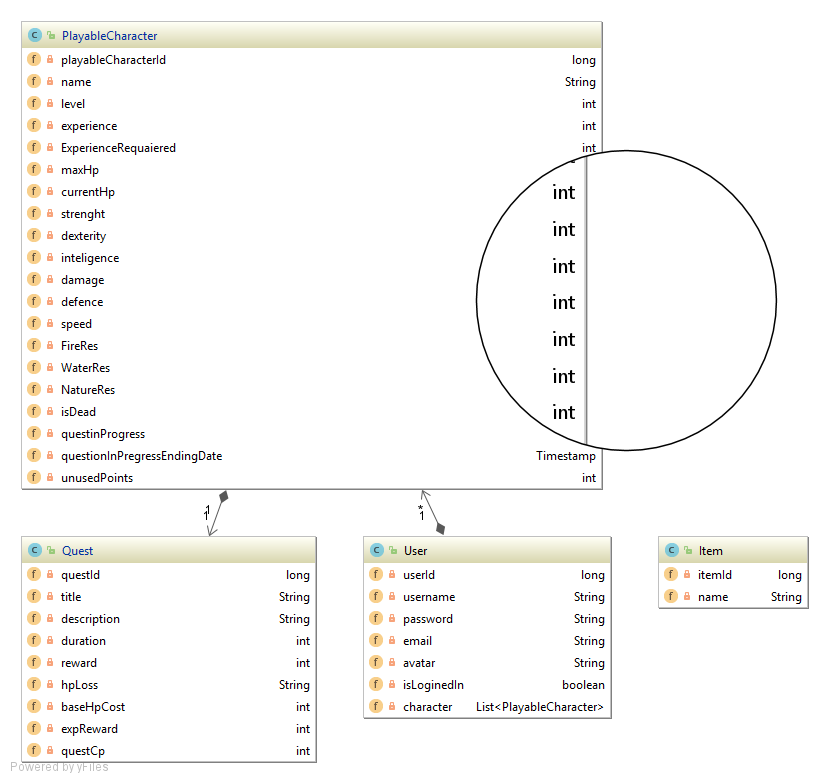 PlayableCharacter
playableCharacterId long
name String
level int
experience int
ExperienceRequaiered int
maxHp
currentHp int
strenght
dexterity int
inteligence int
damage
defence int
speed
FireRes int
WaterRes int
NatureRes
isDead int
questinProgress
questionInPregressEndingDate Timestamp
unusedPoints int
1
1
*
1
Quest
questId long
title String
description String
duration int
reward int
hpLoss String
baseHpCost int
expReward int
questCp int
User
userId long
username String
password String
email String
avatar String
isLoginedIn boolean
character List<PlayableCharacter>
Item
itemId long
name String
Powered by yFiles